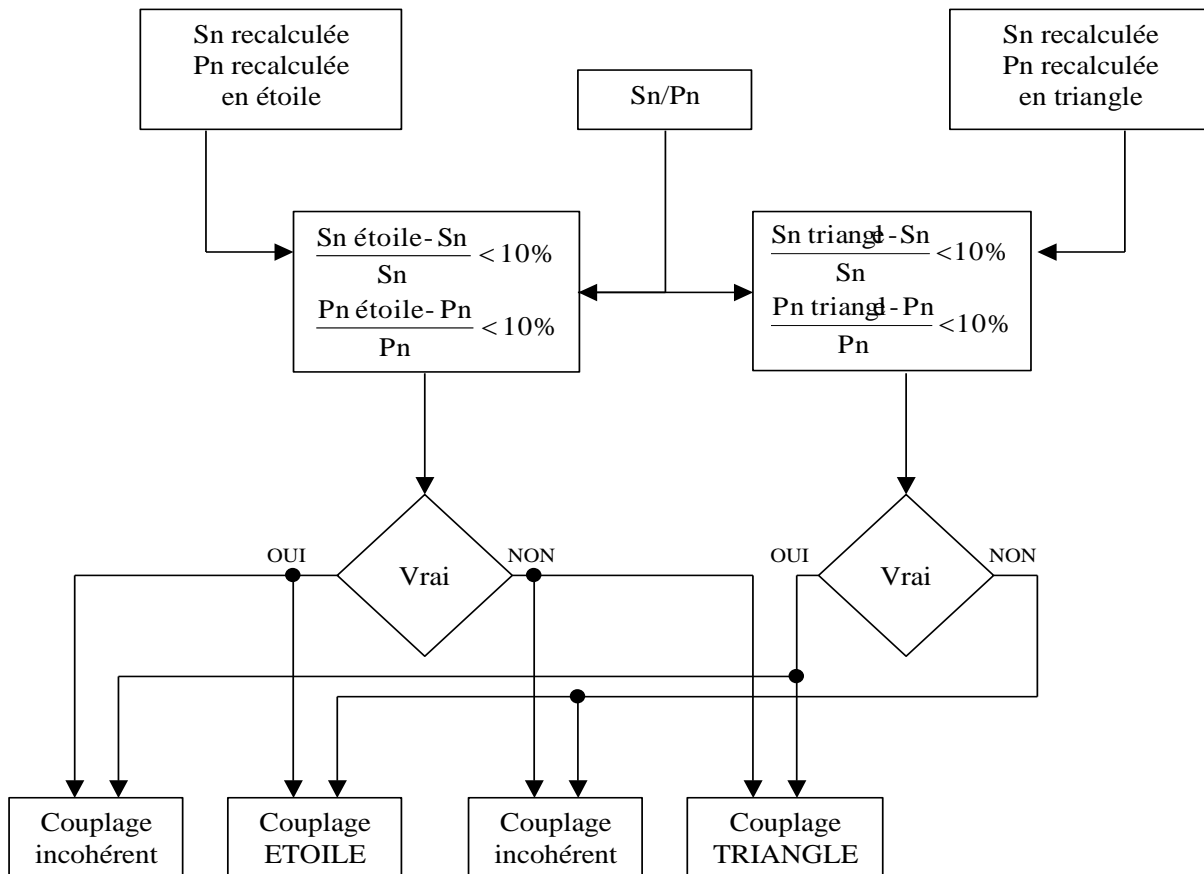 Sn recalculée
Pn recalculée
en étoile
Sn/Pn
Sn recalculée
Pn recalculée
en triangle
Sn étoile- Sn
Sn
<10%
Pn étoile- Pn
Pn
<10%
Sn triangle-Sn
Sn
<10%
Pn triangle-Pn
Pn
<10%
OUI
Vrai
NON
OUI
Vrai
NON
Couplage
incohérent
Couplage
ETOILE
Couplage
incohérent
Couplage
TRIANGLE